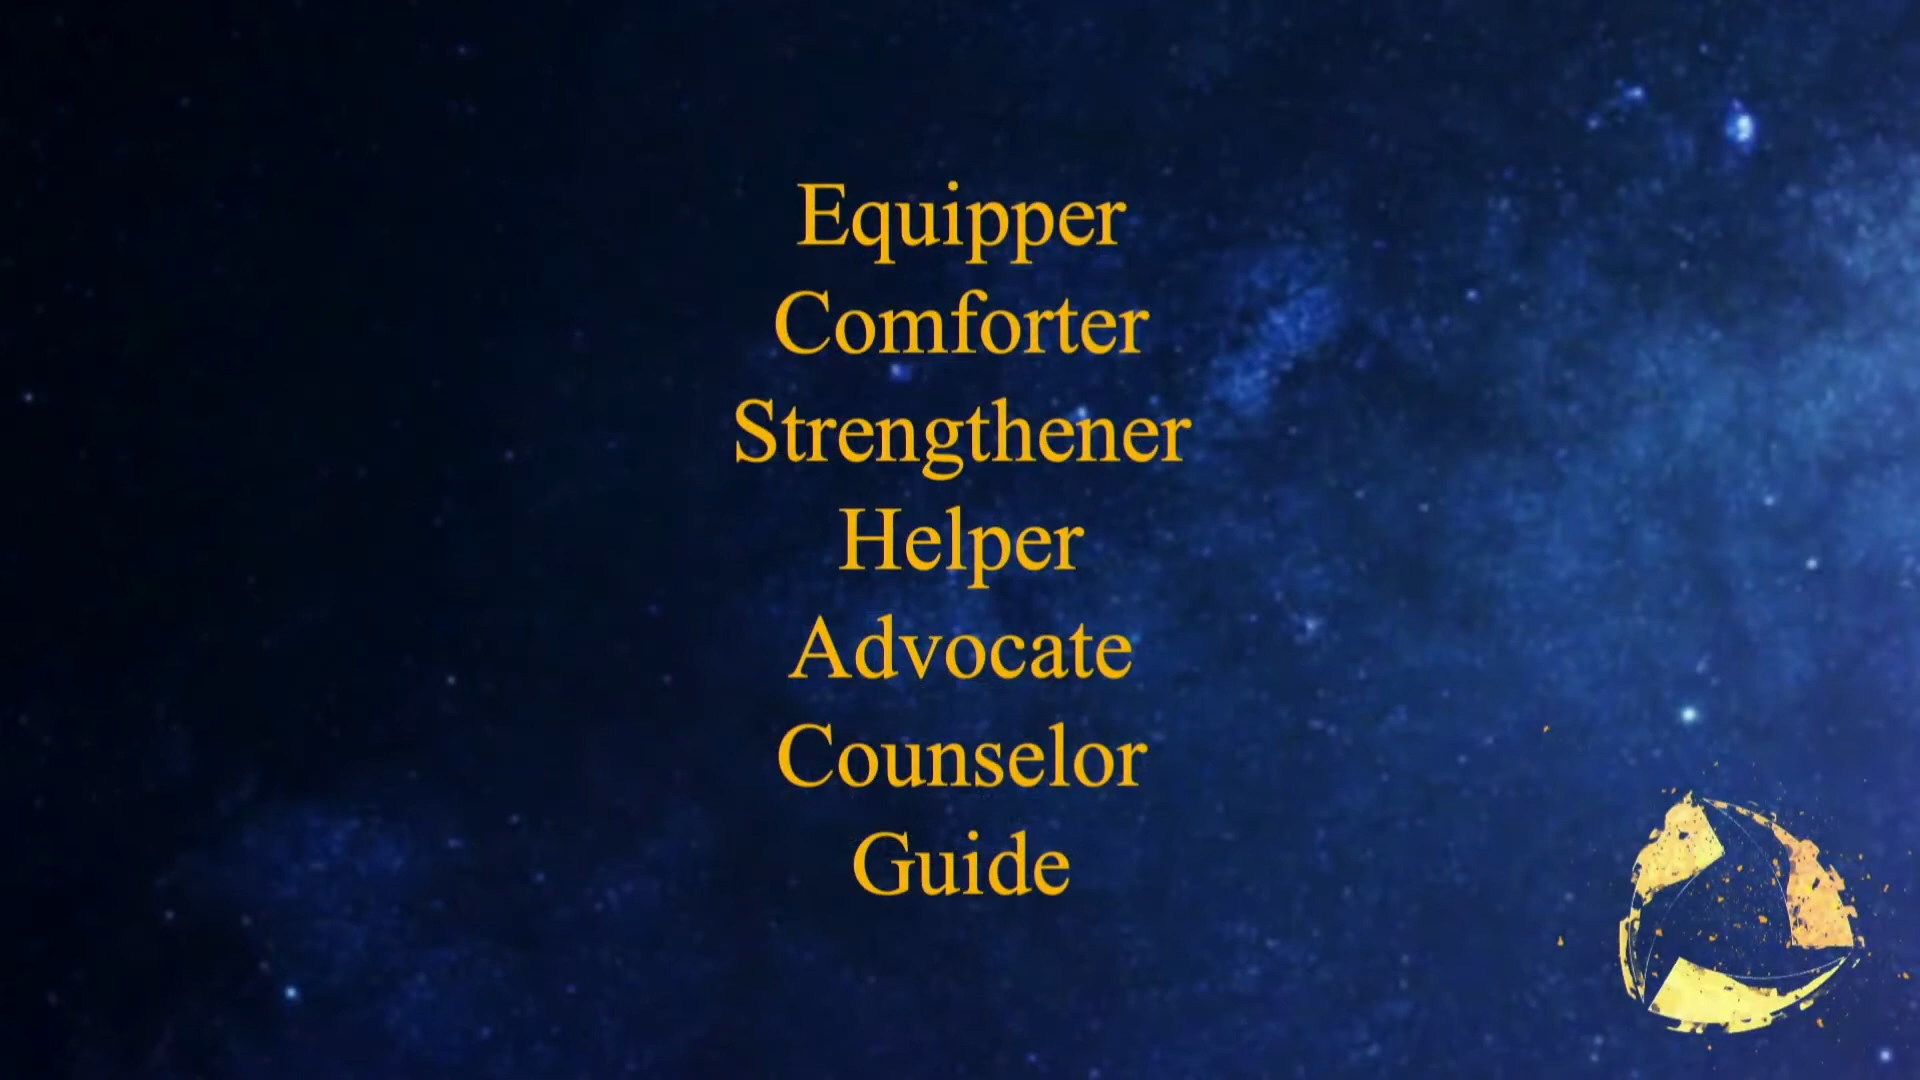 Equipper
Comforter
Strengthener
Helper
Advocate
Counselor
Guide